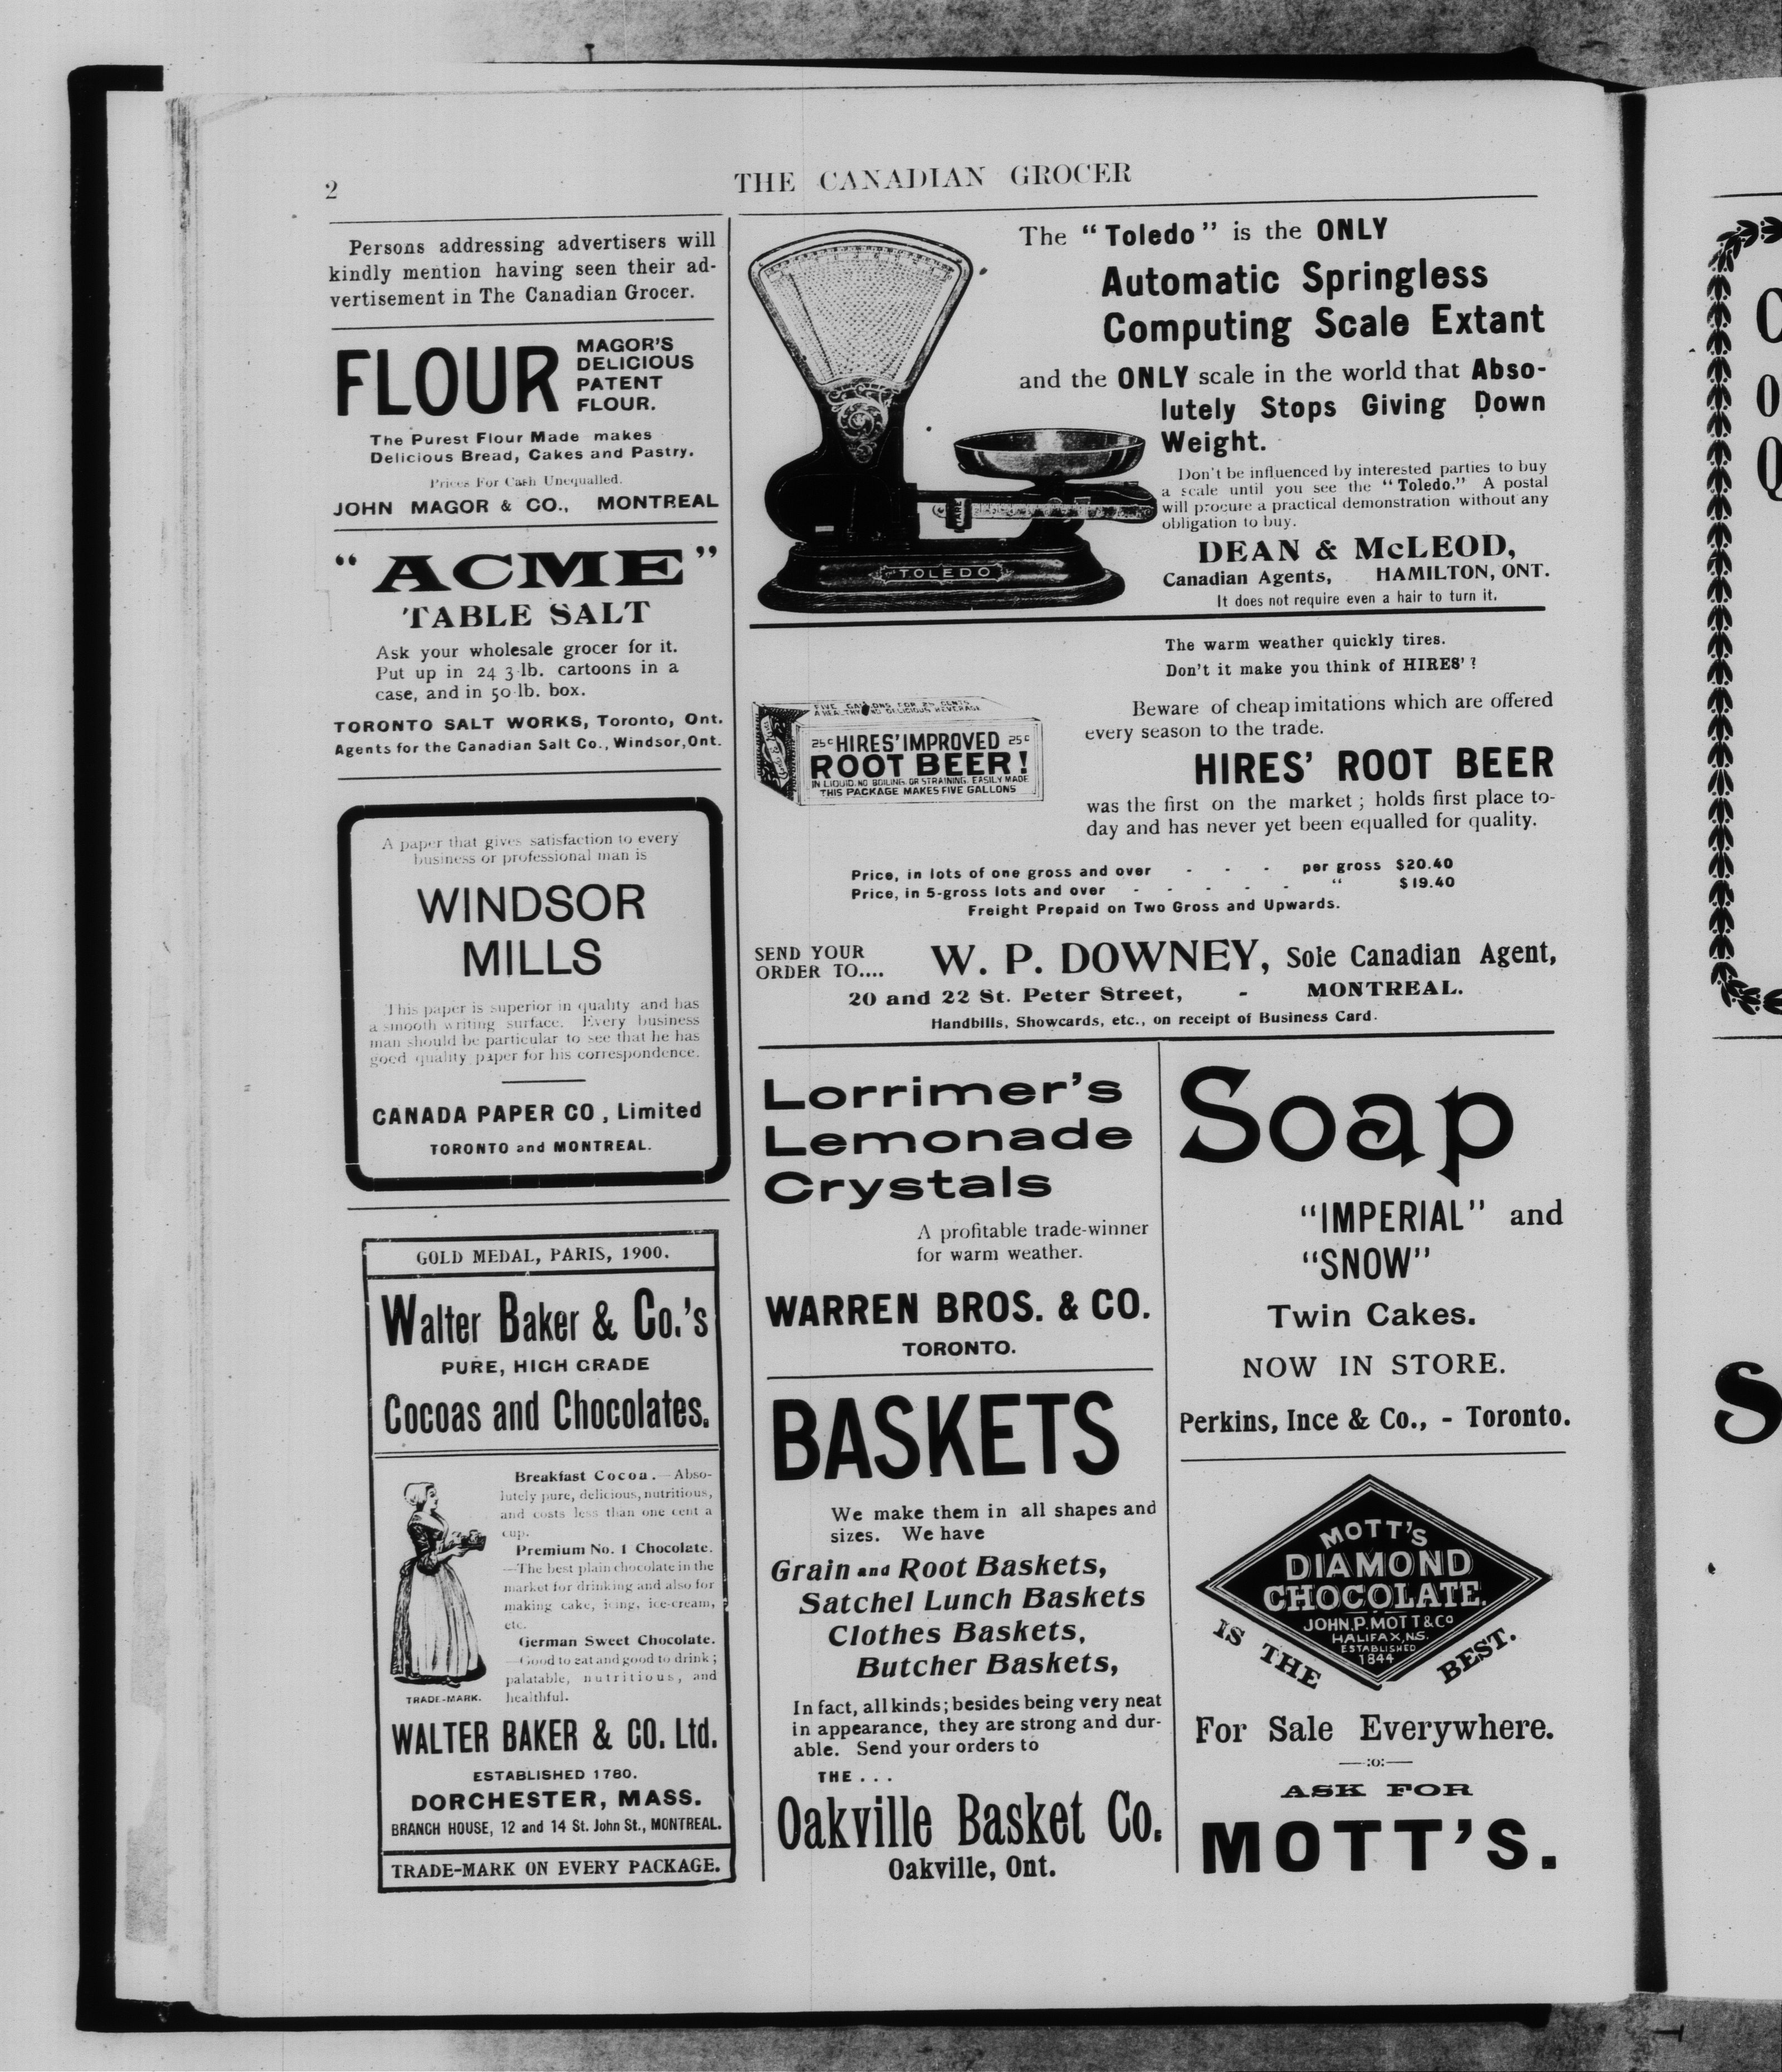 2
THE CANADIAN GROCER
Persons addressing advertisers will
kindly mention having seen their ad-
vertisement in The Canadian Grocer.
FLOUR
MAGOR'S
DELICIOUS
PATENT
FLOUR.
The Purest Flour Made makes
Delicious Bread, Cakes and Pastry.
Prices For Cash Unequalled.
JOHN MAGOR & CO., MONTREAL
"ACME"
TABLE SALT
Ask your wholesale grocer for it.
Put up in 24 3-lb. cartoons in a
case, and in 50-lb. box.
TORONTO SALT WORKS, Toronto, Ont.
Agents for the Canadian Salt Co., Windsor, Ont.
A paper that gives satisfaction to every
business or professional man is
WINDSOR
MILLS
This paper is superior in quality and has
a smooth writing surface. Every business
man should be particular to see that he has
good quality paper for his correspondence.
CANADA PAPER CO, Limited
TORONTO and MONTREAL.
GOLD MEDAL, PARIS, 1900.
Walter Baker & Co.'s
PURE, HIGH GRADE
Cocoas and Chocolates.
Breakfast Cocoa.—Abso-
lutely pure, delicious, nutritious,
and costs less than one cent a
cup.
Premium No. 1 Chocolate.
—The best plain chocolate in the
market for drinking and also for
making cake, icing, ice-cream,
etc.
German Sweet Chocolate.
—Good to eat and good to drink;
palatable, nutritious, and
healthful.
TRADE-MARK.
WALTER BAKER & CO. Ltd.
ESTABLISHED 1780.
DORCHESTER, MASS.
BRANCH HOUSE, 12 and 14 St. John St., MONTREAL.
TRADE-MARK ON EVERY PACKAGE.
The "Toledo" is the ONLY
Automatic Springless
Computing Scale Extant
and the ONLY scale in the world that Abso-
lutely Stops Giving Down
Weight.
Don't be influenced by interested parties to buy
a scale until you see the "Toledo." A postal
will procure a practical demonstration without any
obligation to buy.
DEAN & McLEOD,
Canadian Agents, HAMILTON, ONT.
It does not require even a hair to turn it.
TOLEDO
The warm weather quickly tires.
Don't it make you think of HIRES'?
Beware of cheap imitations which are offered
every season to the trade.
HIRES' ROOT BEER
was the first on the market; holds first place to-
day and has never yet been equalled for quality.
FIVE GALLONS FOR 25 CENTS
A HEALTHY AND DELICIOUS BEVERAGE
25c HIRES' IMPROVED 25c
ROOT BEER!
IN LIQUID. NO BOILING OR STRAINING. EASILY MADE
THIS PACKAGE MAKES FIVE GALLONS
Price, in lots of one gross and over - - - per gross $20.40
Price, in 5-gross lots and over - - - - - " $19.40
Freight Prepaid on Two Gross and Upwards.
SEND YOUR
ORDER TO....
W. P. DOWNEY, Sole Canadian Agent,
20 and 22 St. Peter Street, - MONTREAL.
Handbills, Showcards, etc., on receipt of Business Card.
Lorrimer's
Lemonade
Crystals
A profitable trade-winner
for warm weather.
WARREN BROS. & CO.
TORONTO.
BASKETS
We make them in all shapes and
sizes. We have
Grain and Root Baskets,
Satchel Lunch Baskets
Clothes Baskets,
Butcher Baskets,
In fact, all kinds; besides being very neat
in appearance, they are strong and dur-
able. Send your orders to
THE...
Oakville Basket Co.
Oakville, Ont.
Soap
"IMPERIAL" and
"SNOW"
Twin Cakes.
NOW IN STORE.
Perkins, Ince & Co., - Toronto.
MOTT'S
DIAMOND
CHOCOLATE.
JOHN P. MOTT & Co
HALIFAX, N.S.
ESTABLISHED
1844
IS THE BEST.
For Sale Everywhere.
—:o:—
ASK FOR
MOTT'S.